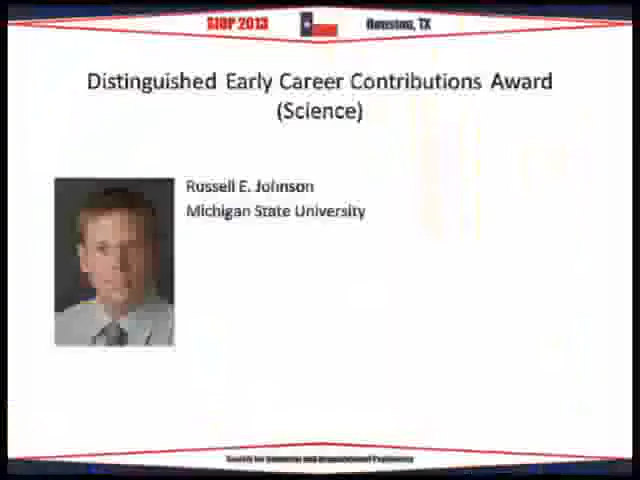 SIOP 2013 Houston, TX
Distinguished Early Career Contributions Award
(Science)
Russell E. Johnson
Michigan State University
Society for Industrial and Organizational Psychology